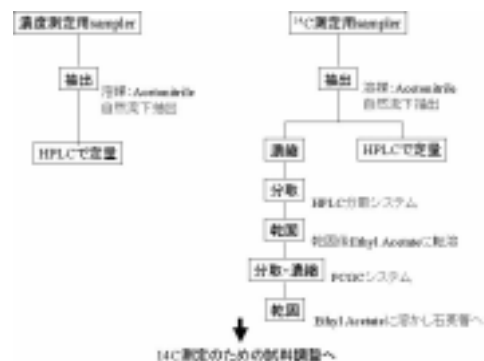 濃度測定用sampler
抽出
溶媒:Acetonitrile
自然流下抽出
HPLCで定量
14C測定用sampler
抽出
溶媒:Acetonitrile
自然流下抽出
濃縮
HPLCで定量
分取
HPLC分取システム
乾固
乾固後Ethyl Acetateに転溶
分取・濃縮
PCGCシステム
乾固
Ethyl Acetateに溶かし石英管へ
14C測定のための試料調製へ